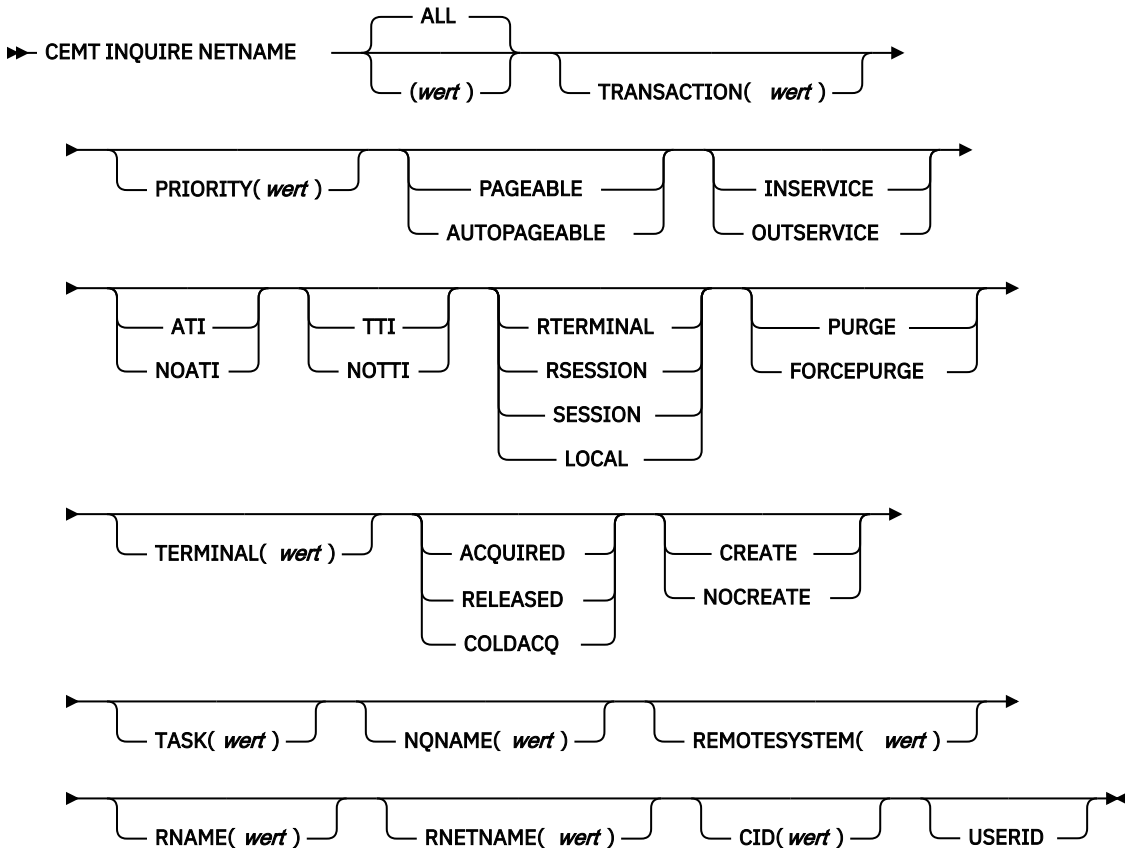 ALL
CEMT INQUIRE NETNAME
(wert)
TRANSACTION( wert)
PRIORITY(wert)
PAGEABLE
INSERVICE
AUTOPAGEABLE
OUTSERVICE
ATI
TTI
RTERMINAL
PURGE
NOATI
NOTTI
RSESSION
FORCEPURGE
SESSION
LOCAL
TERMINAL( wert)
ACQUIRED
CREATE
RELEASED
NOCREATE
COLDACQ
TASK( wert)
NQNAME( wert)
REMOTESYSTEM( wert)
RNAME( wert)
RNETNAME( wert)
CID(wert)
USERID